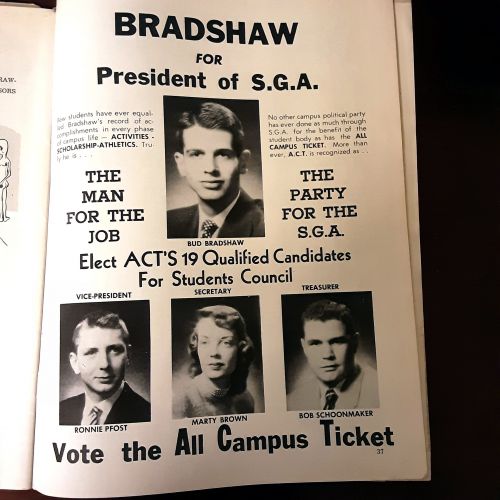 RAW.
SORS
BRADSHAW
FOR
President of S.G.A.
few students have ever equal-
led Bradshaw's record of ac-
complishments in every phase
of campus life — ACTIVITIES -
SCHOLARSHIP-ATHLETICS. Tru-
ly he is . . .
THE
MAN
FOR THE
JOB
No other campus political party
has ever done as much through
S.G.A. for the benefit of the
student body as has the ALL
CAMPUS TICKET. More than
ever, A.C.T. is recognized as . .
THE
PARTY
FOR THE
S.G.A.
BUD BRADSHAW
Elect ACT'S 19 Qualified Candidates
For Students Council
VICE-PRESIDENT
SECRETARY
TREASURER
RONNIE PFOST
MARTY BROWN
BOB SCHOONMAKER
Vote the All Campus Ticket
37